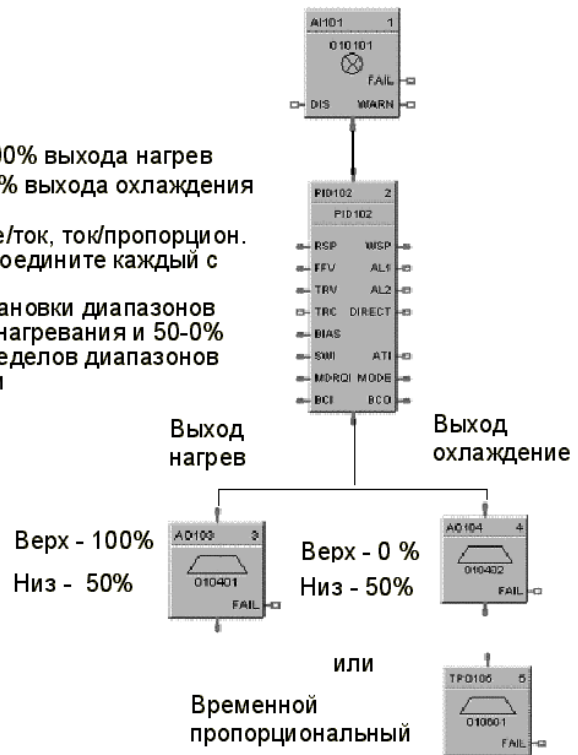 AI101 1
010101
FAIL
DIS WARN
00% выхода нагрев
% выхода охлаждения
е/ток, ток/пропорцион.
оедините каждый с
тановки диапазонов
нагревания и 50-0%
еделов диапазонов
и
PID102 2
PID102
RSP WSP
FFV AL1
TRV AL2
TRC DIRECT
BIAS
SWI ATI
MDRQI MODE
BCI BCO
Выход
нагрев
Выход
охлаждение
Верх - 100%
Низ - 50%
AO103 3
010401
FAIL
Верх - 0 %
Низ - 50%
AO104 4
010402
FAIL
или
Временной
пропорциональный
TPO105 5
010601
FAIL